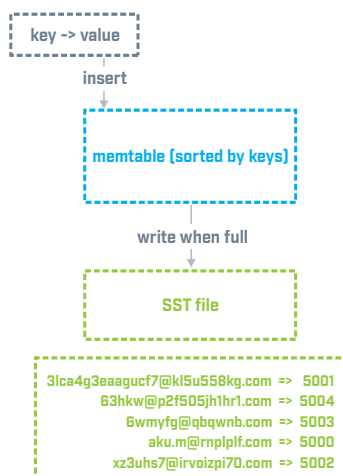 key -> value
insert
memtable (sorted by keys)
write when full
SST file
3lca4g3eaagucf7@kl5u558kg.com => 5001
63hkw@p2f505jh1hr1.com => 5004
6wmyfg@qbqwnb.com => 5003
aku.m@rnplplf.com => 5000
xz3uhs7@irvoizpi70.com => 5002